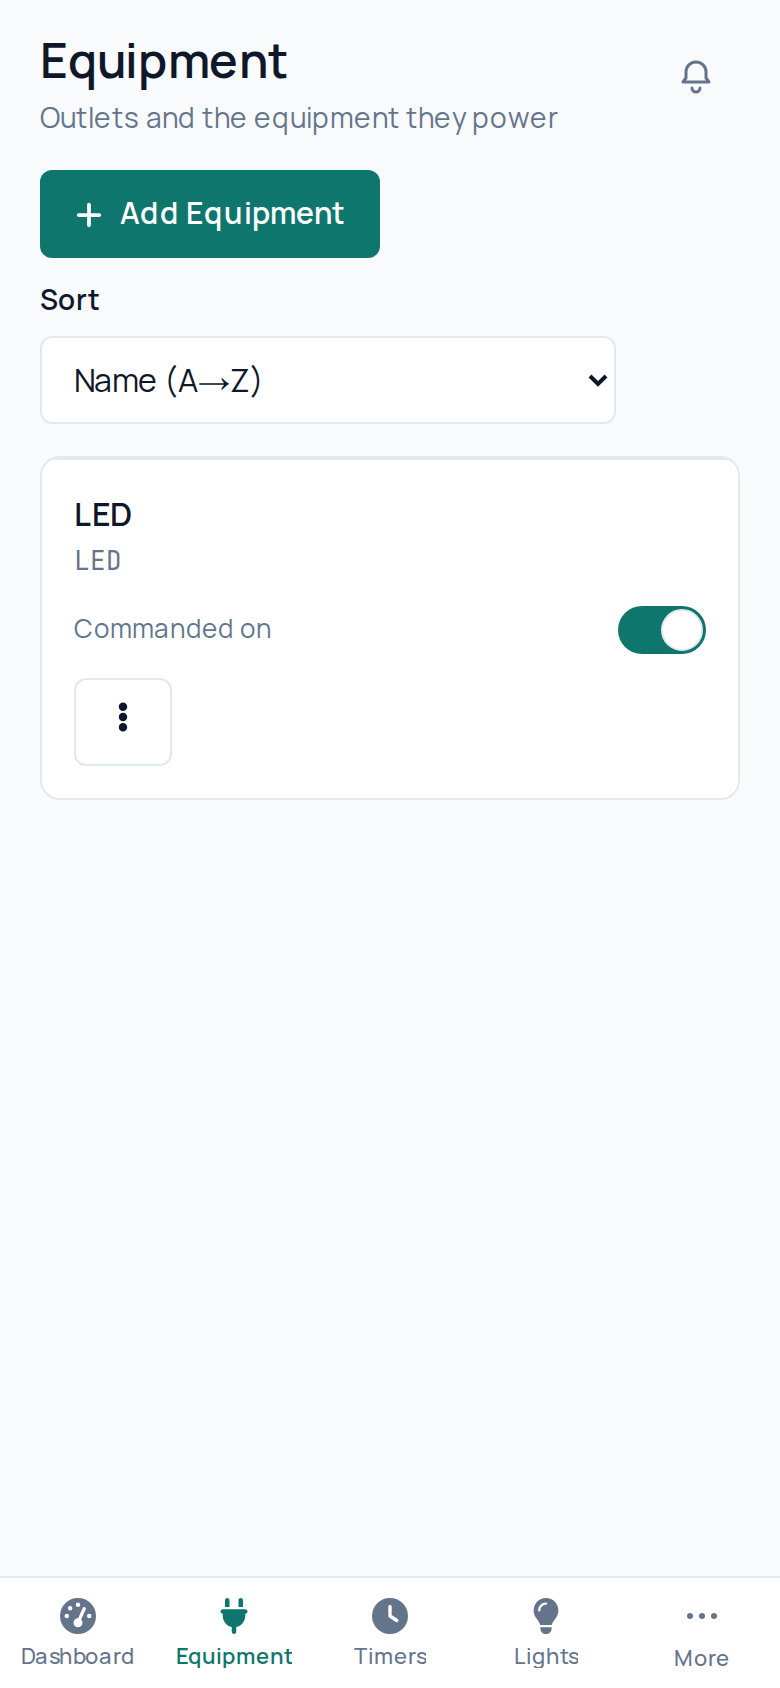 Equipment
Outlets and the equipment they power
Add Equipment
Sort
Name (A→Z)
LED
LED
Commanded on
Dashboard
Equipment
Timers
Lights
More